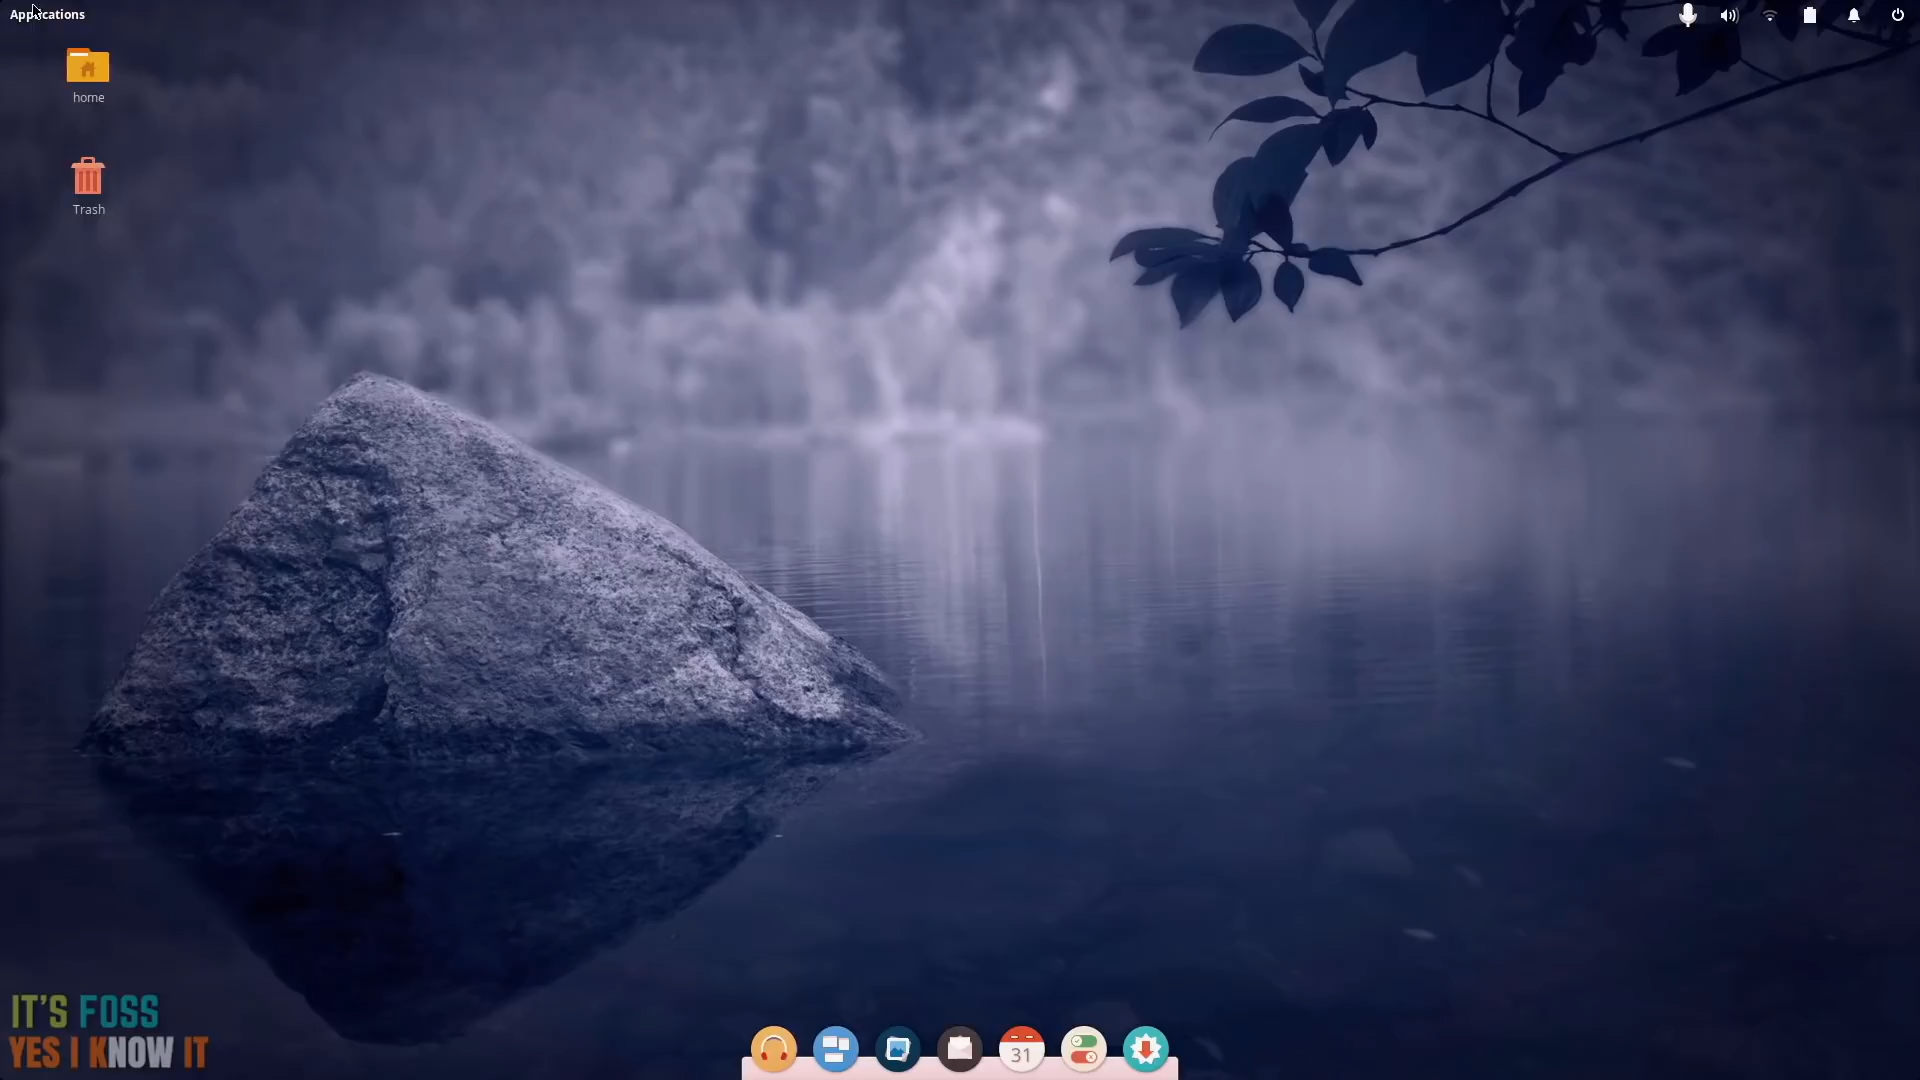 Applications
home
Trash
IT'S FOSS
YES I KNOW IT
31